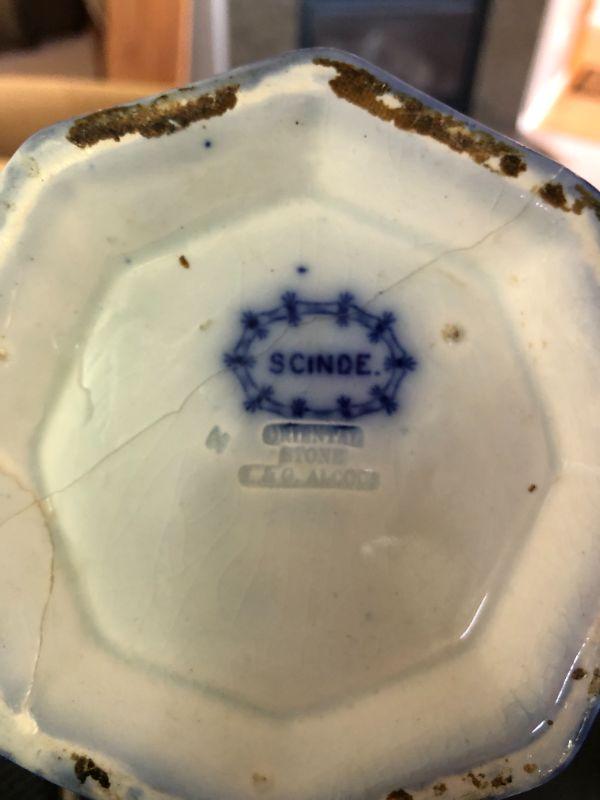 SCINDE.
ORIENTAL
STONE
& G. ALCOCK